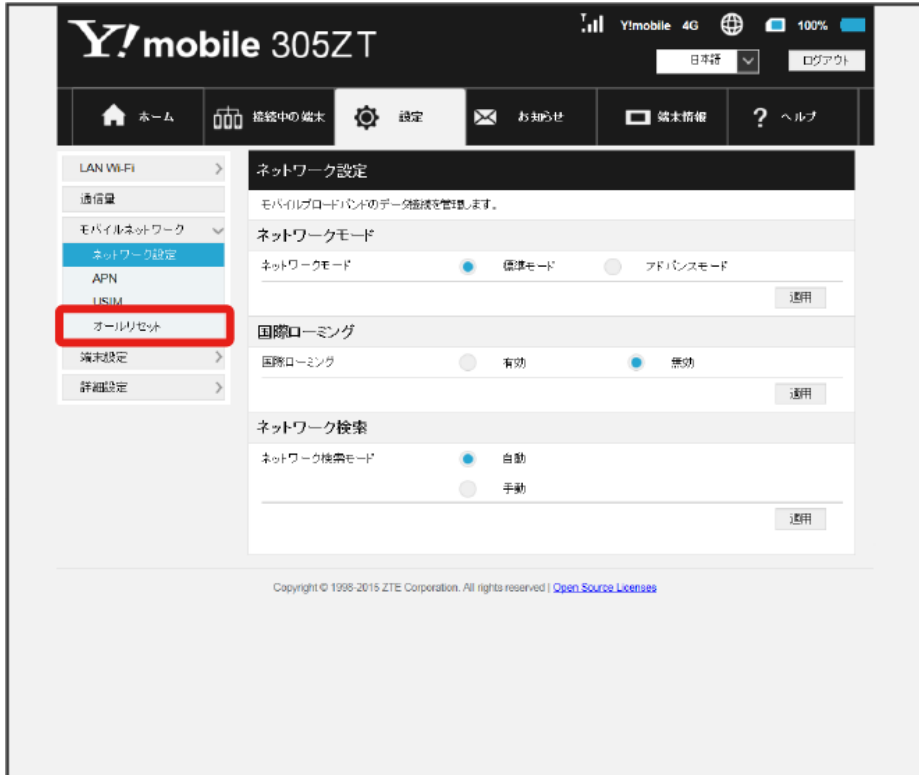 Y! mobile 305ZT
Y!mobile 4G 100%
日本語 ログアウト
ホーム 接続中の端末 設定 お知らせ 端末情報 ? ヘルプ
LAN Wi-Fi
通信量
モバイルネットワーク
ネットワーク設定
APN
USIM
オールリセット
端末設定
詳細設定
ネットワーク設定
モバイルブロードバンドのデータ接続を管理します。
ネットワークモード
ネットワークモード 標準モード アドバンスモード
適用
国際ローミング
国際ローミング 有効 無効
適用
ネットワーク検索
ネットワーク検索モード 自動
手動
適用
Copyright © 1998-2015 ZTE Corporation. All rights reserved | Open Source Licenses